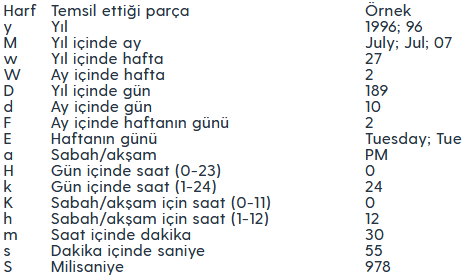 Harf Temsil ettiği parça Örnek
y Yıl 1996; 96
M Yıl içinde ay July; Jul; 07
w Yıl içinde hafta 27
W Ay içinde hafta 2
D Yıl içinde gün 189
d Ay içinde gün 10
F Ay içinde haftanın günü 2
E Haftanın günü Tuesday; Tue
a Sabah/akşam PM
H Gün içinde saat (0-23) 0
k Gün içinde saat (1-24) 24
K Sabah/akşam için saat (0-11) 0
h Sabah/akşam için saat (1-12) 12
m Saat içinde dakika 30
s Dakika içinde saniye 55
S Milisaniye 978